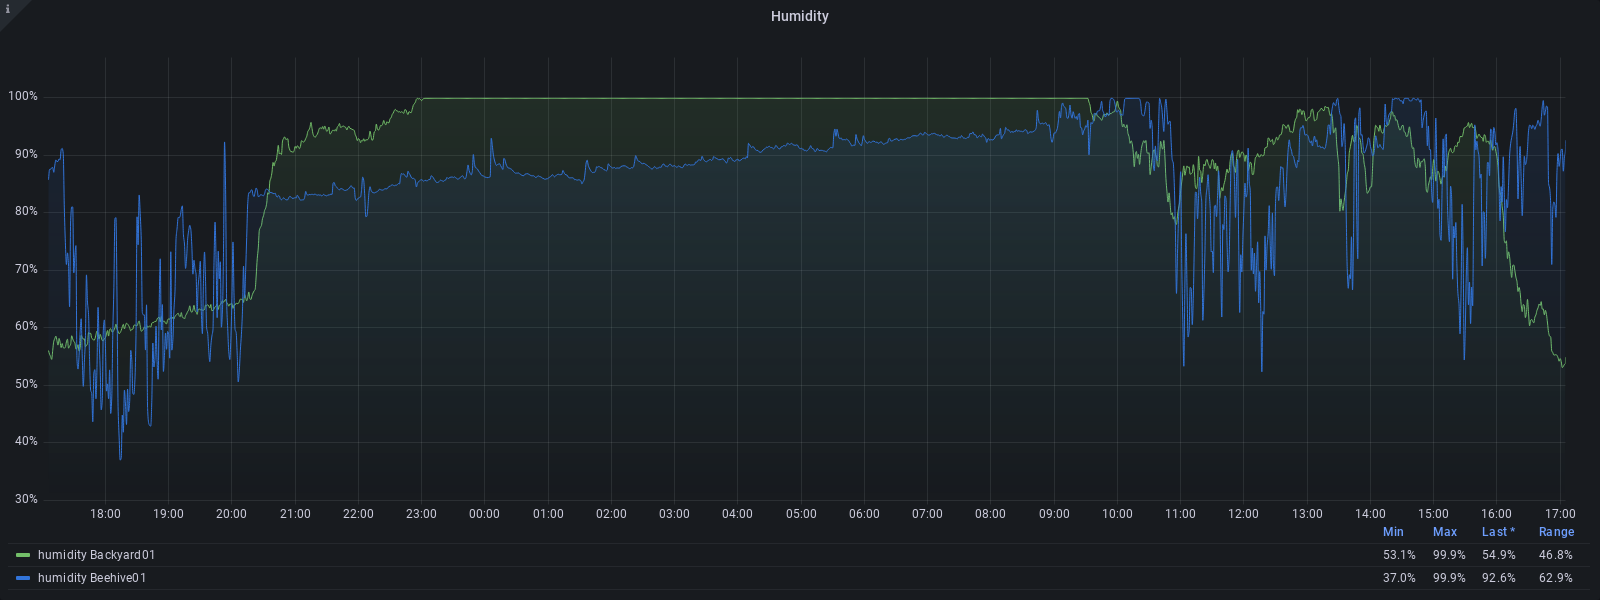 i
Humidity
100%
90%
80%
70%
60%
50%
40%
30%
18:00 19:00 20:00 21:00 22:00 23:00 00:00 01:00 02:00 03:00 04:00 05:00 06:00 07:00 08:00 09:00 10:00 11:00 12:00 13:00 14:00 15:00 16:00 17:00
Min Max Last * Range
humidity Backyard01 53.1% 99.9% 54.9% 46.8%
humidity Beehive01 37.0% 99.9% 92.6% 62.9%